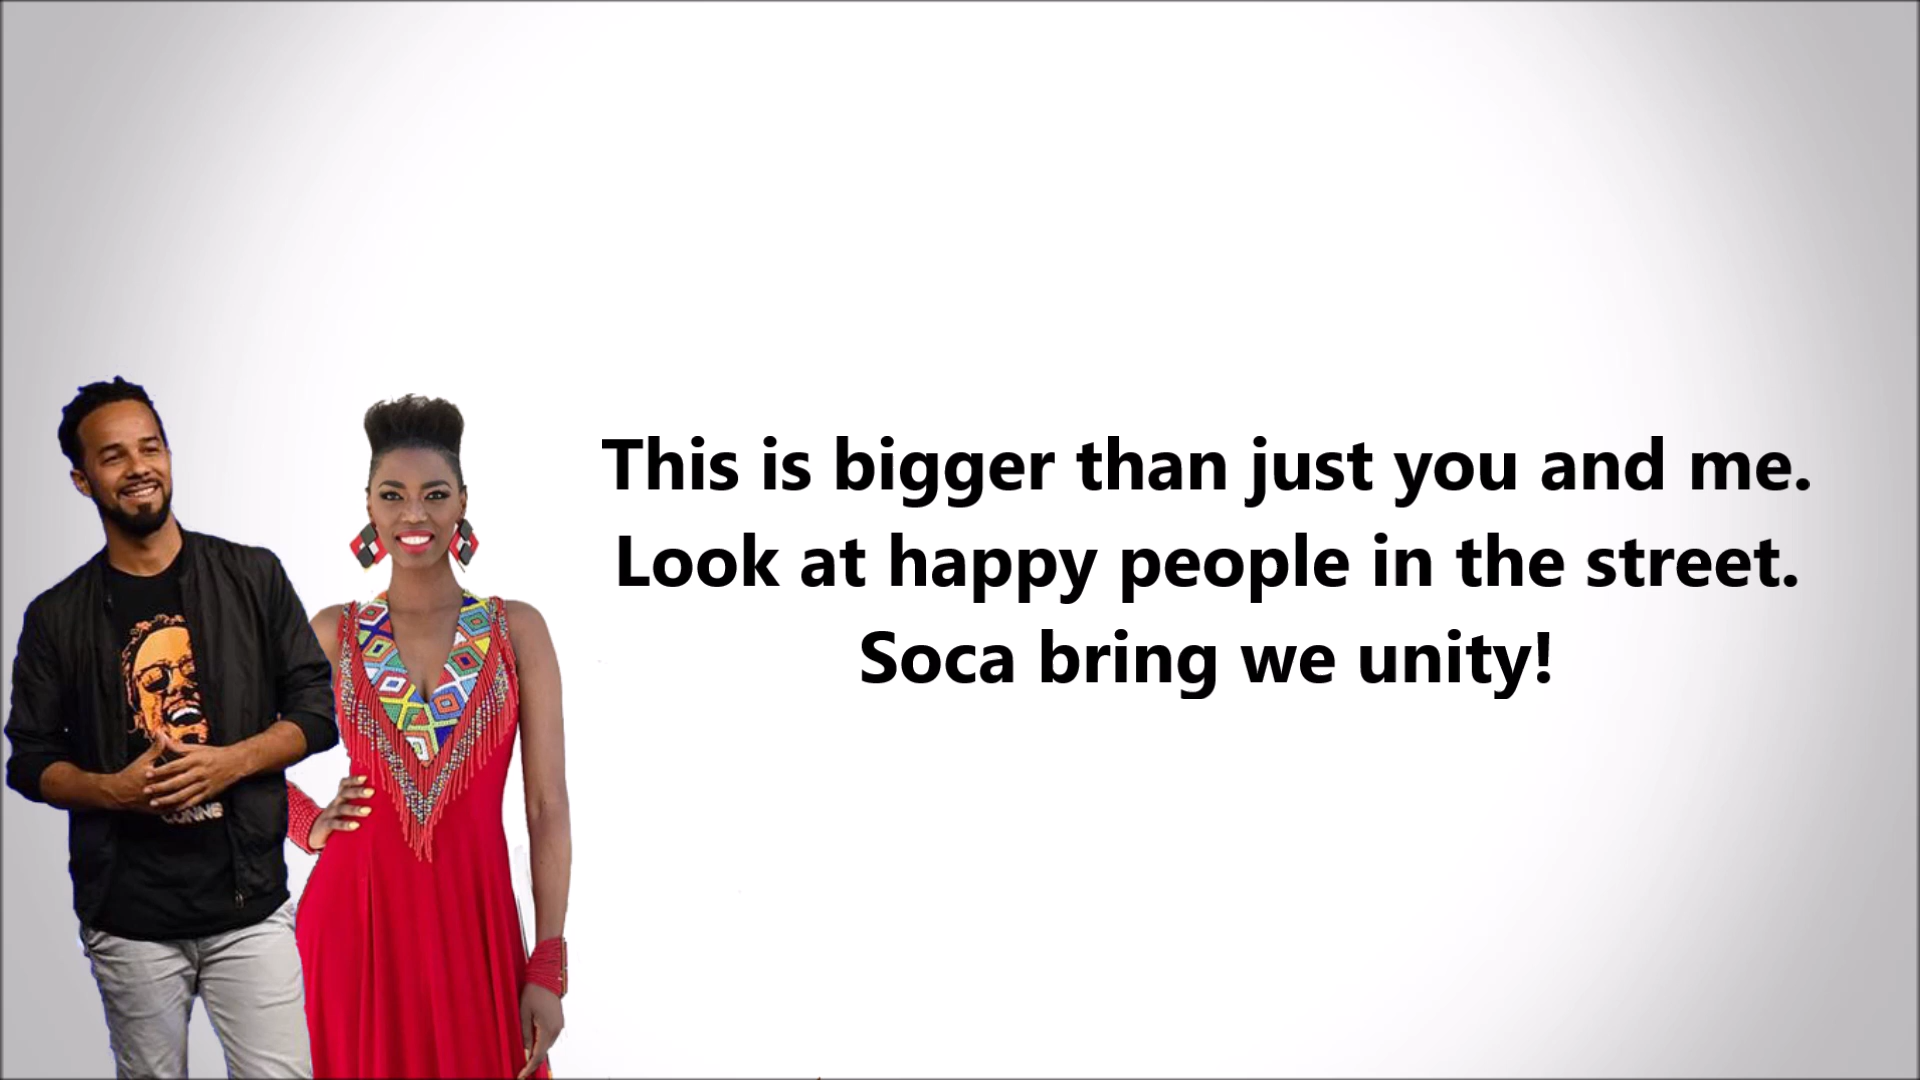 This is bigger than just you and me.
Look at happy people in the street.
Soca bring we unity!
CONNE